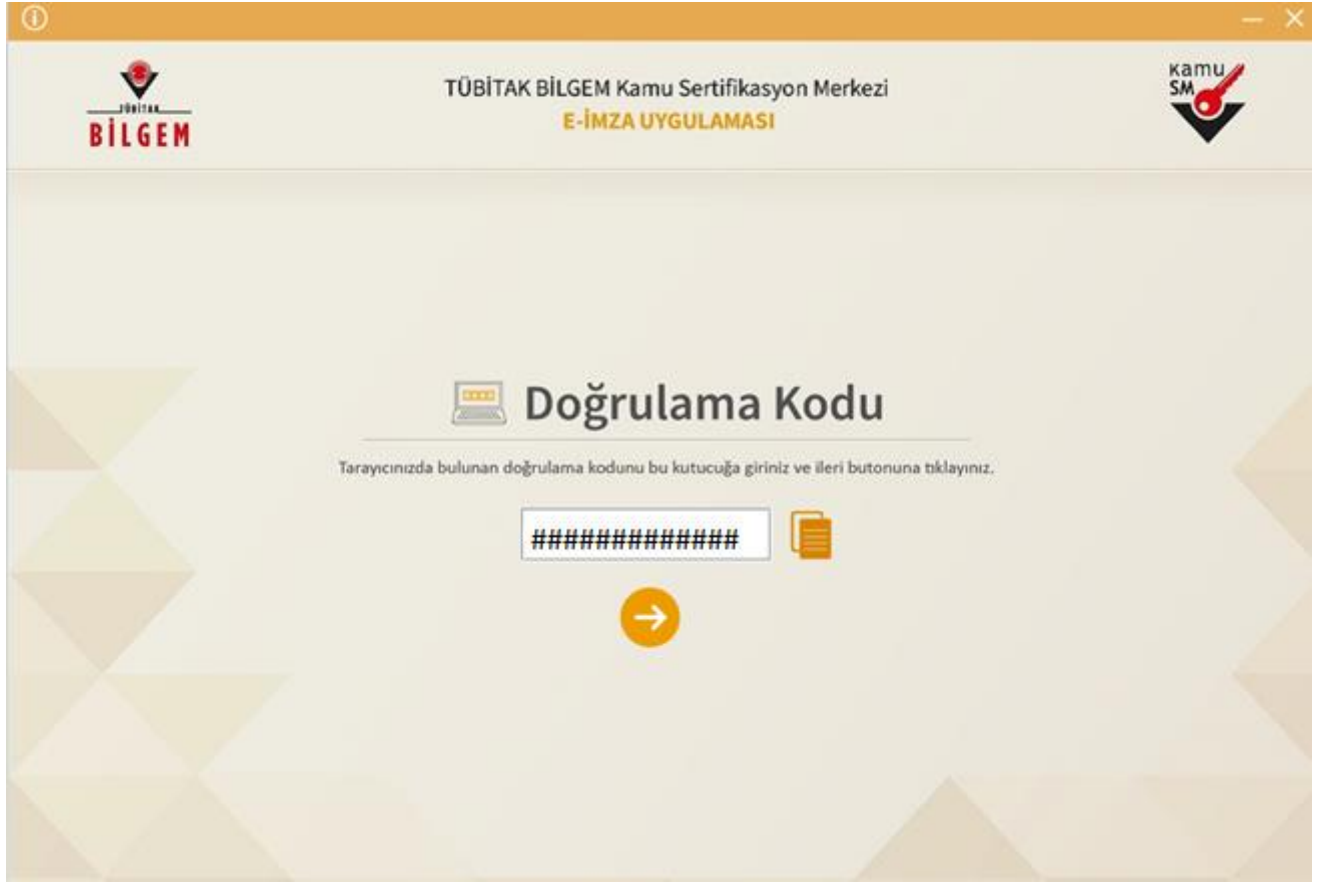 TÜBİTAK
BİLGEM
TÜBİTAK BİLGEM Kamu Sertifikasyon Merkezi
E-İMZA UYGULAMASI
Kamu
SM
Doğrulama Kodu
Tarayıcınızda bulunan doğrulama kodunu bu kutucuğa giriniz ve ileri butonuna tıklayınız.
#############